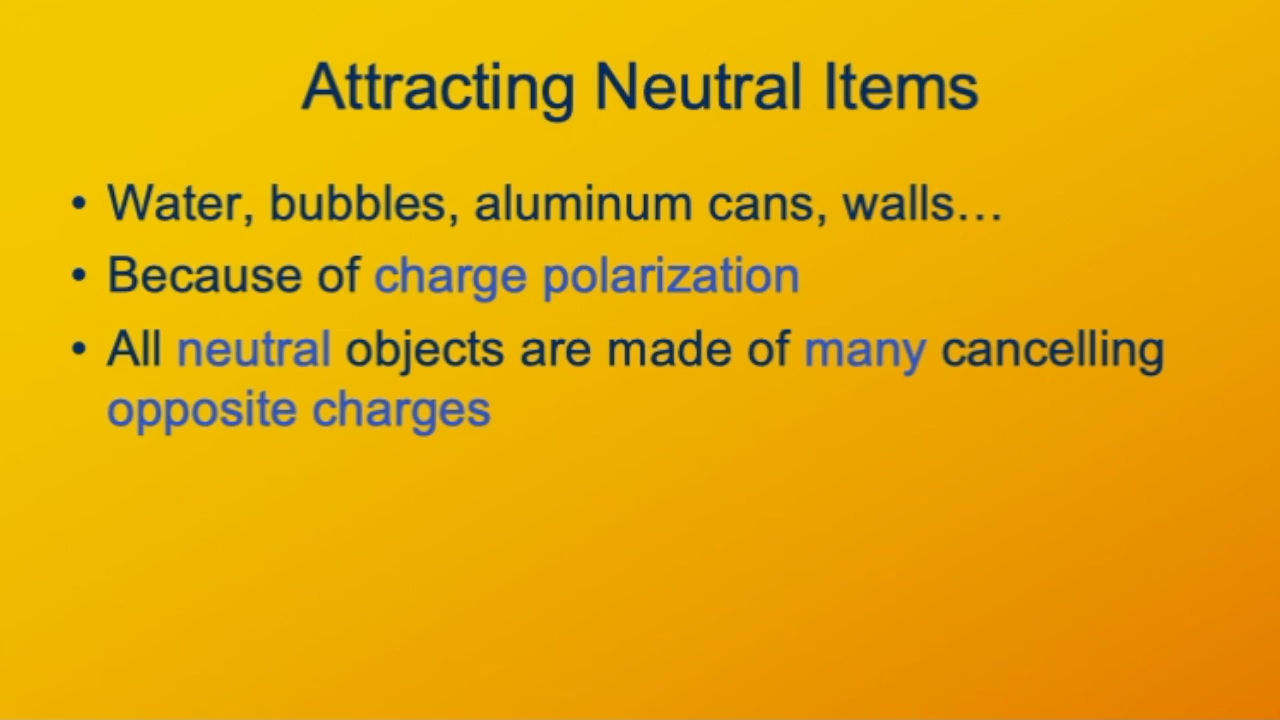 Attracting Neutral Items
• Water, bubbles, aluminum cans, walls…
• Because of charge polarization
• All neutral objects are made of many cancelling
opposite charges